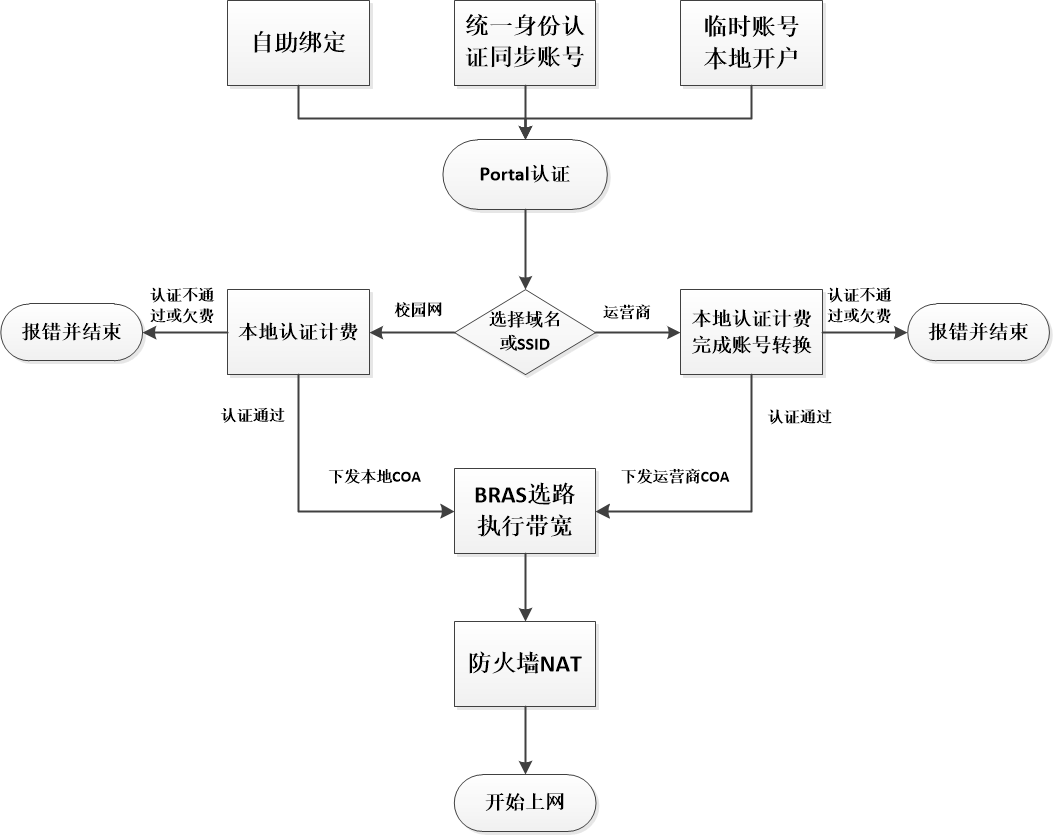 自助绑定
统一身份认
证同步账号
临时账号
本地开户
Portal认证
认证不通
过或欠费
报错并结束
本地认证计费
校园网
选择域名
或SSID
运营商
本地认证计费
完成账号转换
认证不通
过或欠费
报错并结束
认证通过
认证通过
下发本地COA
下发运营商COA
BRAS选路
执行带宽
防火墙NAT
开始上网